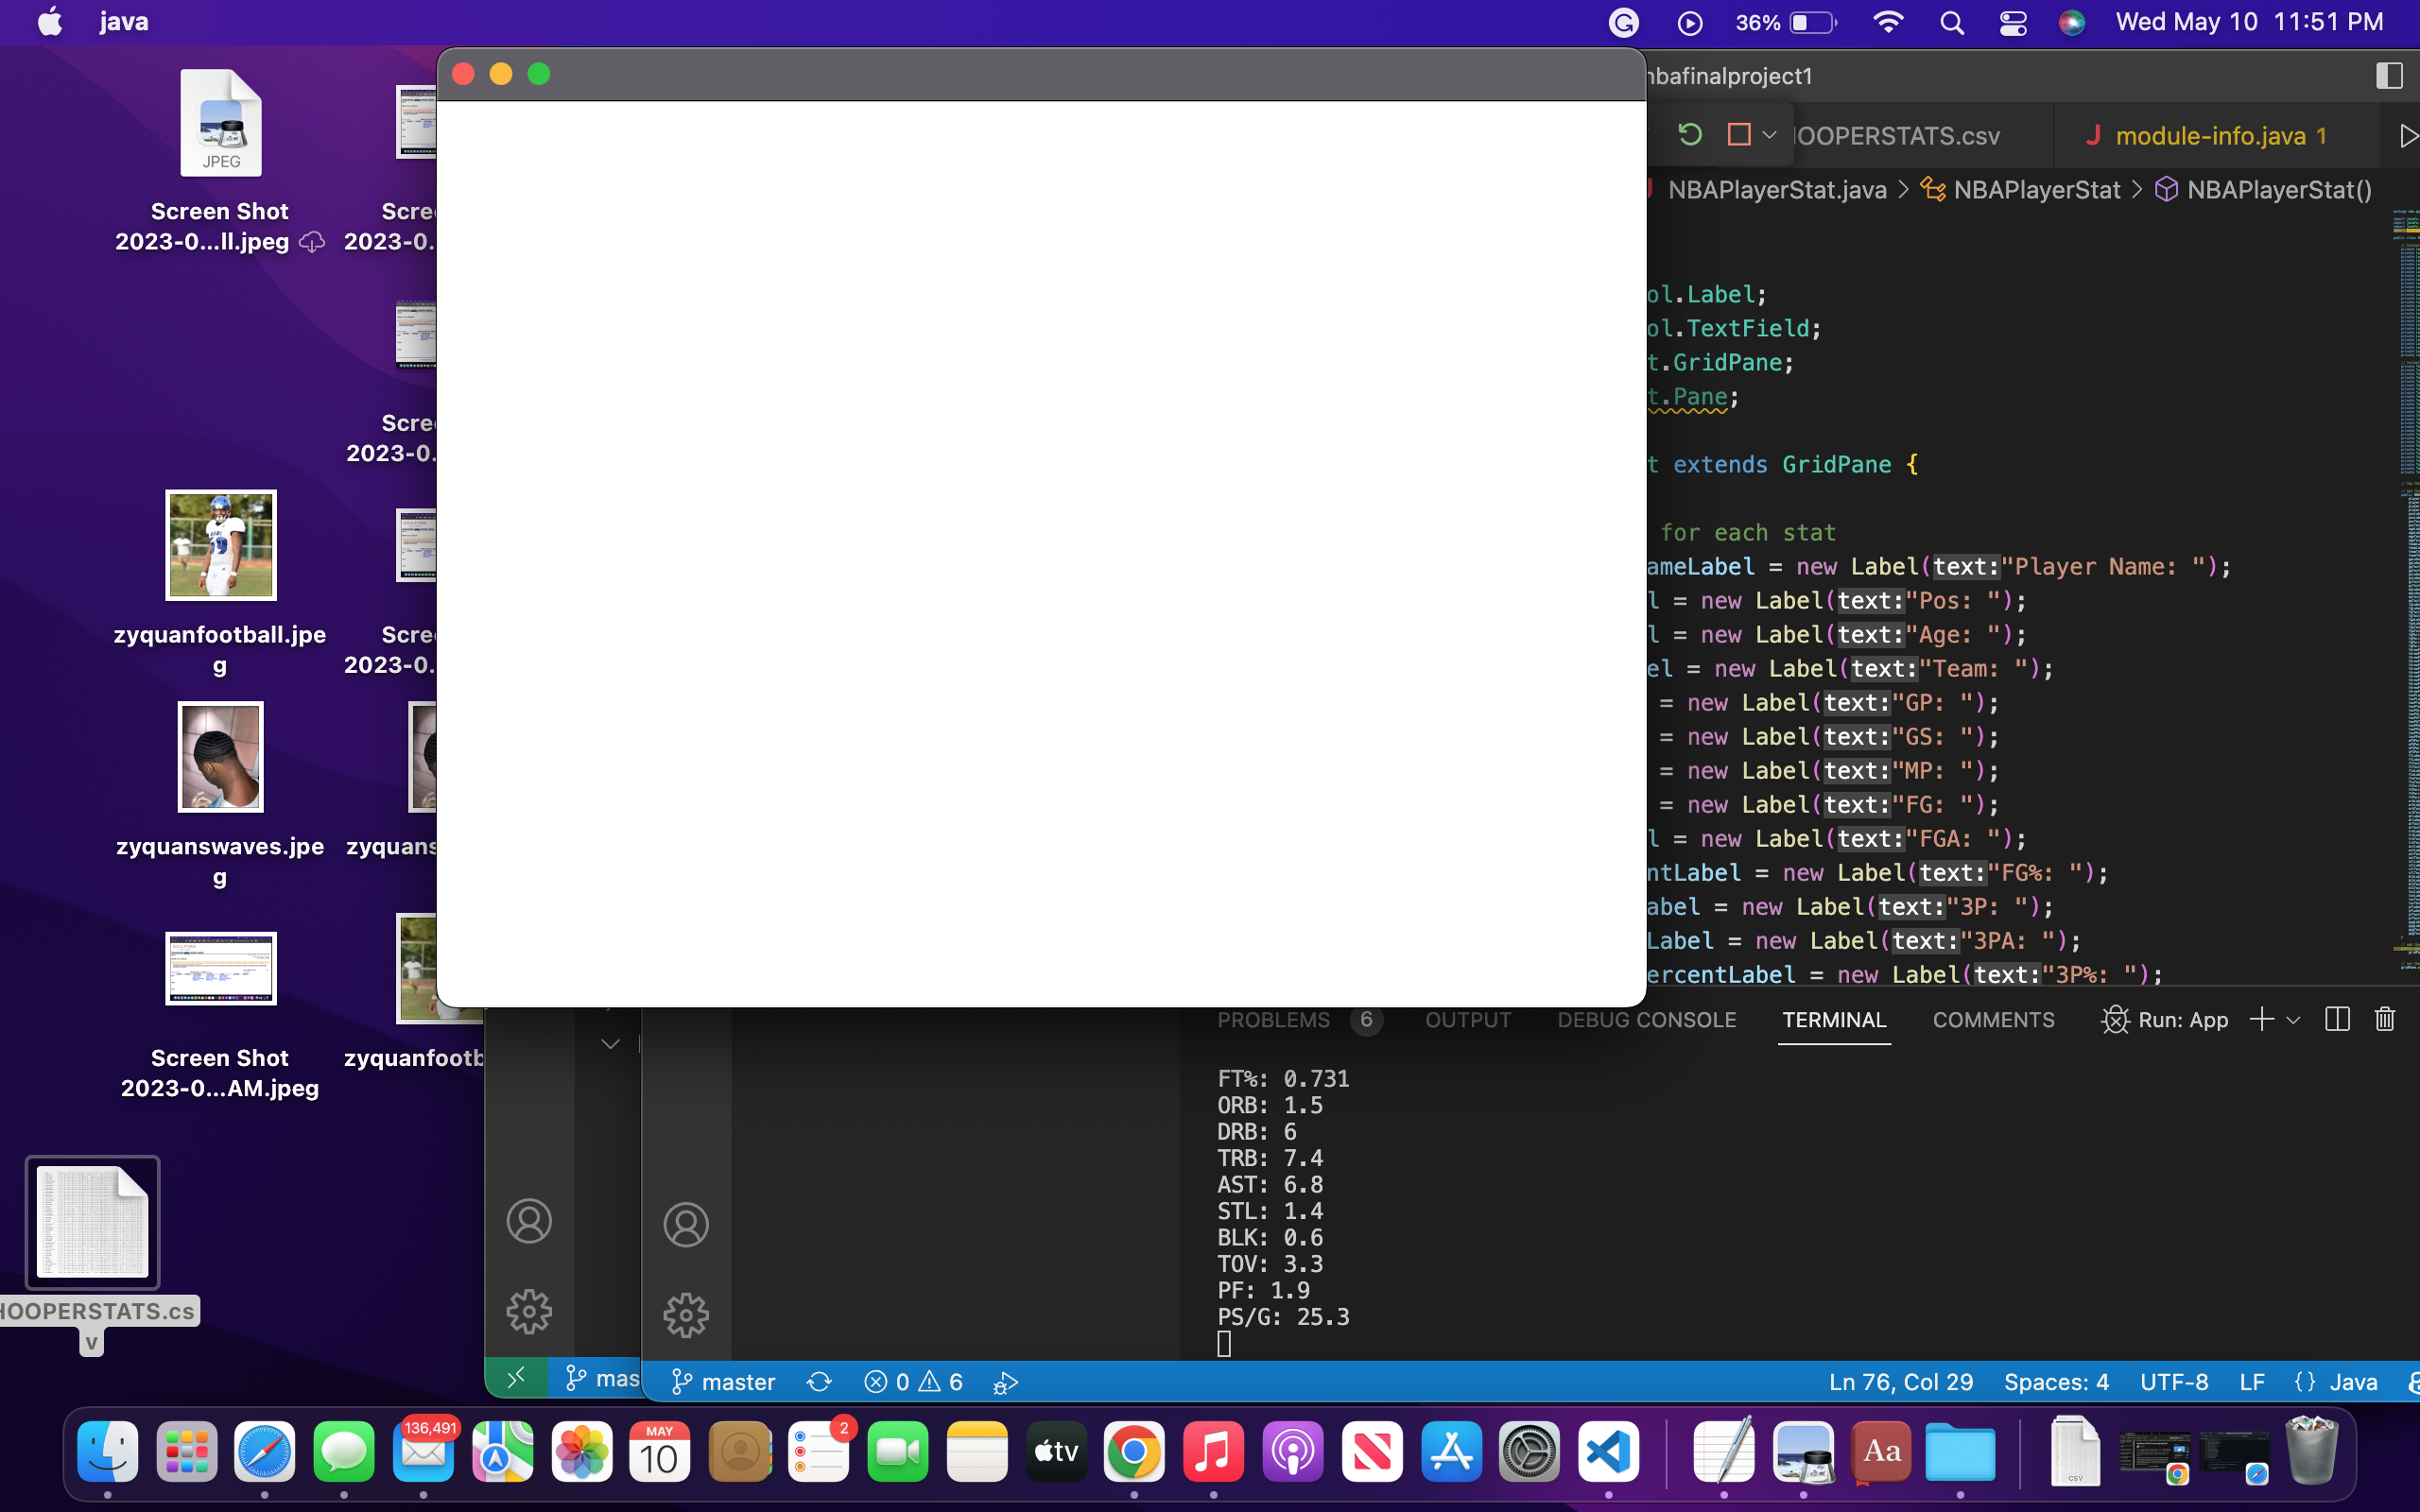 java
36%
Wed May 10 11:51 PM
JPEG
Screen Shot
2023-0...ll.jpeg
Scre
2023-0.
Scre
2023-0.
zyquanfootball.jpe
g
Scre
2023-0.
zyquanswaves.jpe
g
zyquans
Screen Shot
2023-0...AM.jpeg
zyquanfootb
HOOPERSTATS.cs
v
nbafinalproject1
OOPERSTATS.csv
J module-info.java 1
NBAPlayerStat.java > NBAPlayerStat > NBAPlayerStat()
ol.Label;
ol.TextField;
t.GridPane;
t.Pane;
t extends GridPane {
for each stat
ameLabel = new Label(text:"Player Name: ");
l = new Label(text:"Pos: ");
l = new Label(text:"Age: ");
el = new Label(text:"Team: ");
= new Label(text:"GP: ");
= new Label(text:"GS: ");
= new Label(text:"MP: ");
= new Label(text:"FG: ");
l = new Label(text:"FGA: ");
ntLabel = new Label(text:"FG%: ");
abel = new Label(text:"3P: ");
Label = new Label(text:"3PA: ");
ercentLabel = new Label(text:"3P%: ");
PROBLEMS 6 OUTPUT DEBUG CONSOLE TERMINAL COMMENTS Run: App
FT%: 0.731
ORB: 1.5
DRB: 6
TRB: 7.4
AST: 6.8
STL: 1.4
BLK: 0.6
TOV: 3.3
PF: 1.9
PS/G: 25.3
mas
master 0 6 Ln 76, Col 29 Spaces: 4 UTF-8 LF {} Java
136,491
MAY
10
2
tv
Aa
CSV